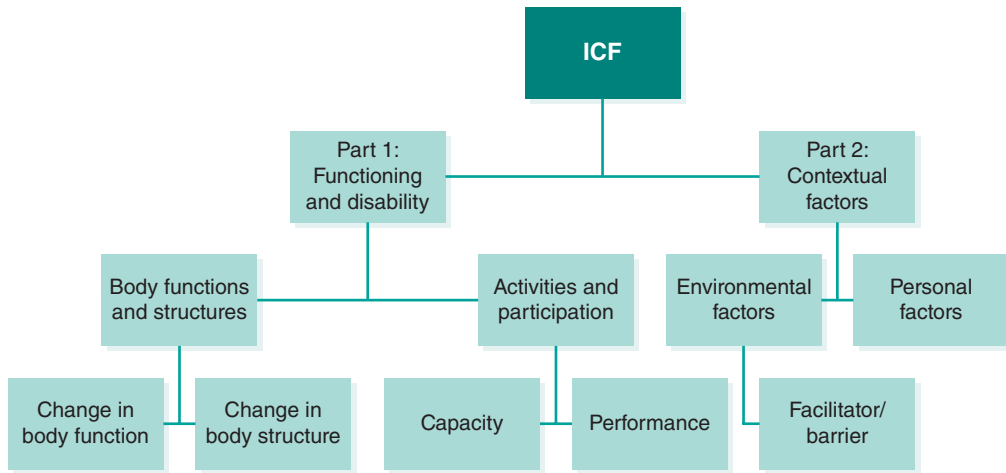 ICF
Part 1:
Functioning
and disability
Part 2:
Contextual
factors
Body functions
and structures
Activities and
participation
Environmental
factors
Personal
factors
Change in
body function
Change in
body structure
Capacity
Performance
Facilitator/
barrier